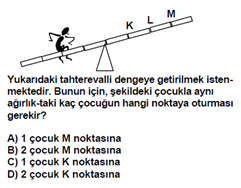 K L M
Yukarıdaki tahterevalli dengeye getirilmek isten-
mektedir. Bunun için, şekildeki çocukla aynı
ağırlık-taki kaç çocuğun hangi noktaya oturması
gerekir?
A) 1 çocuk M noktasına
B) 2 çocuk M noktasına
C) 1 çocuk K noktasına
D) 2 çocuk K noktasına